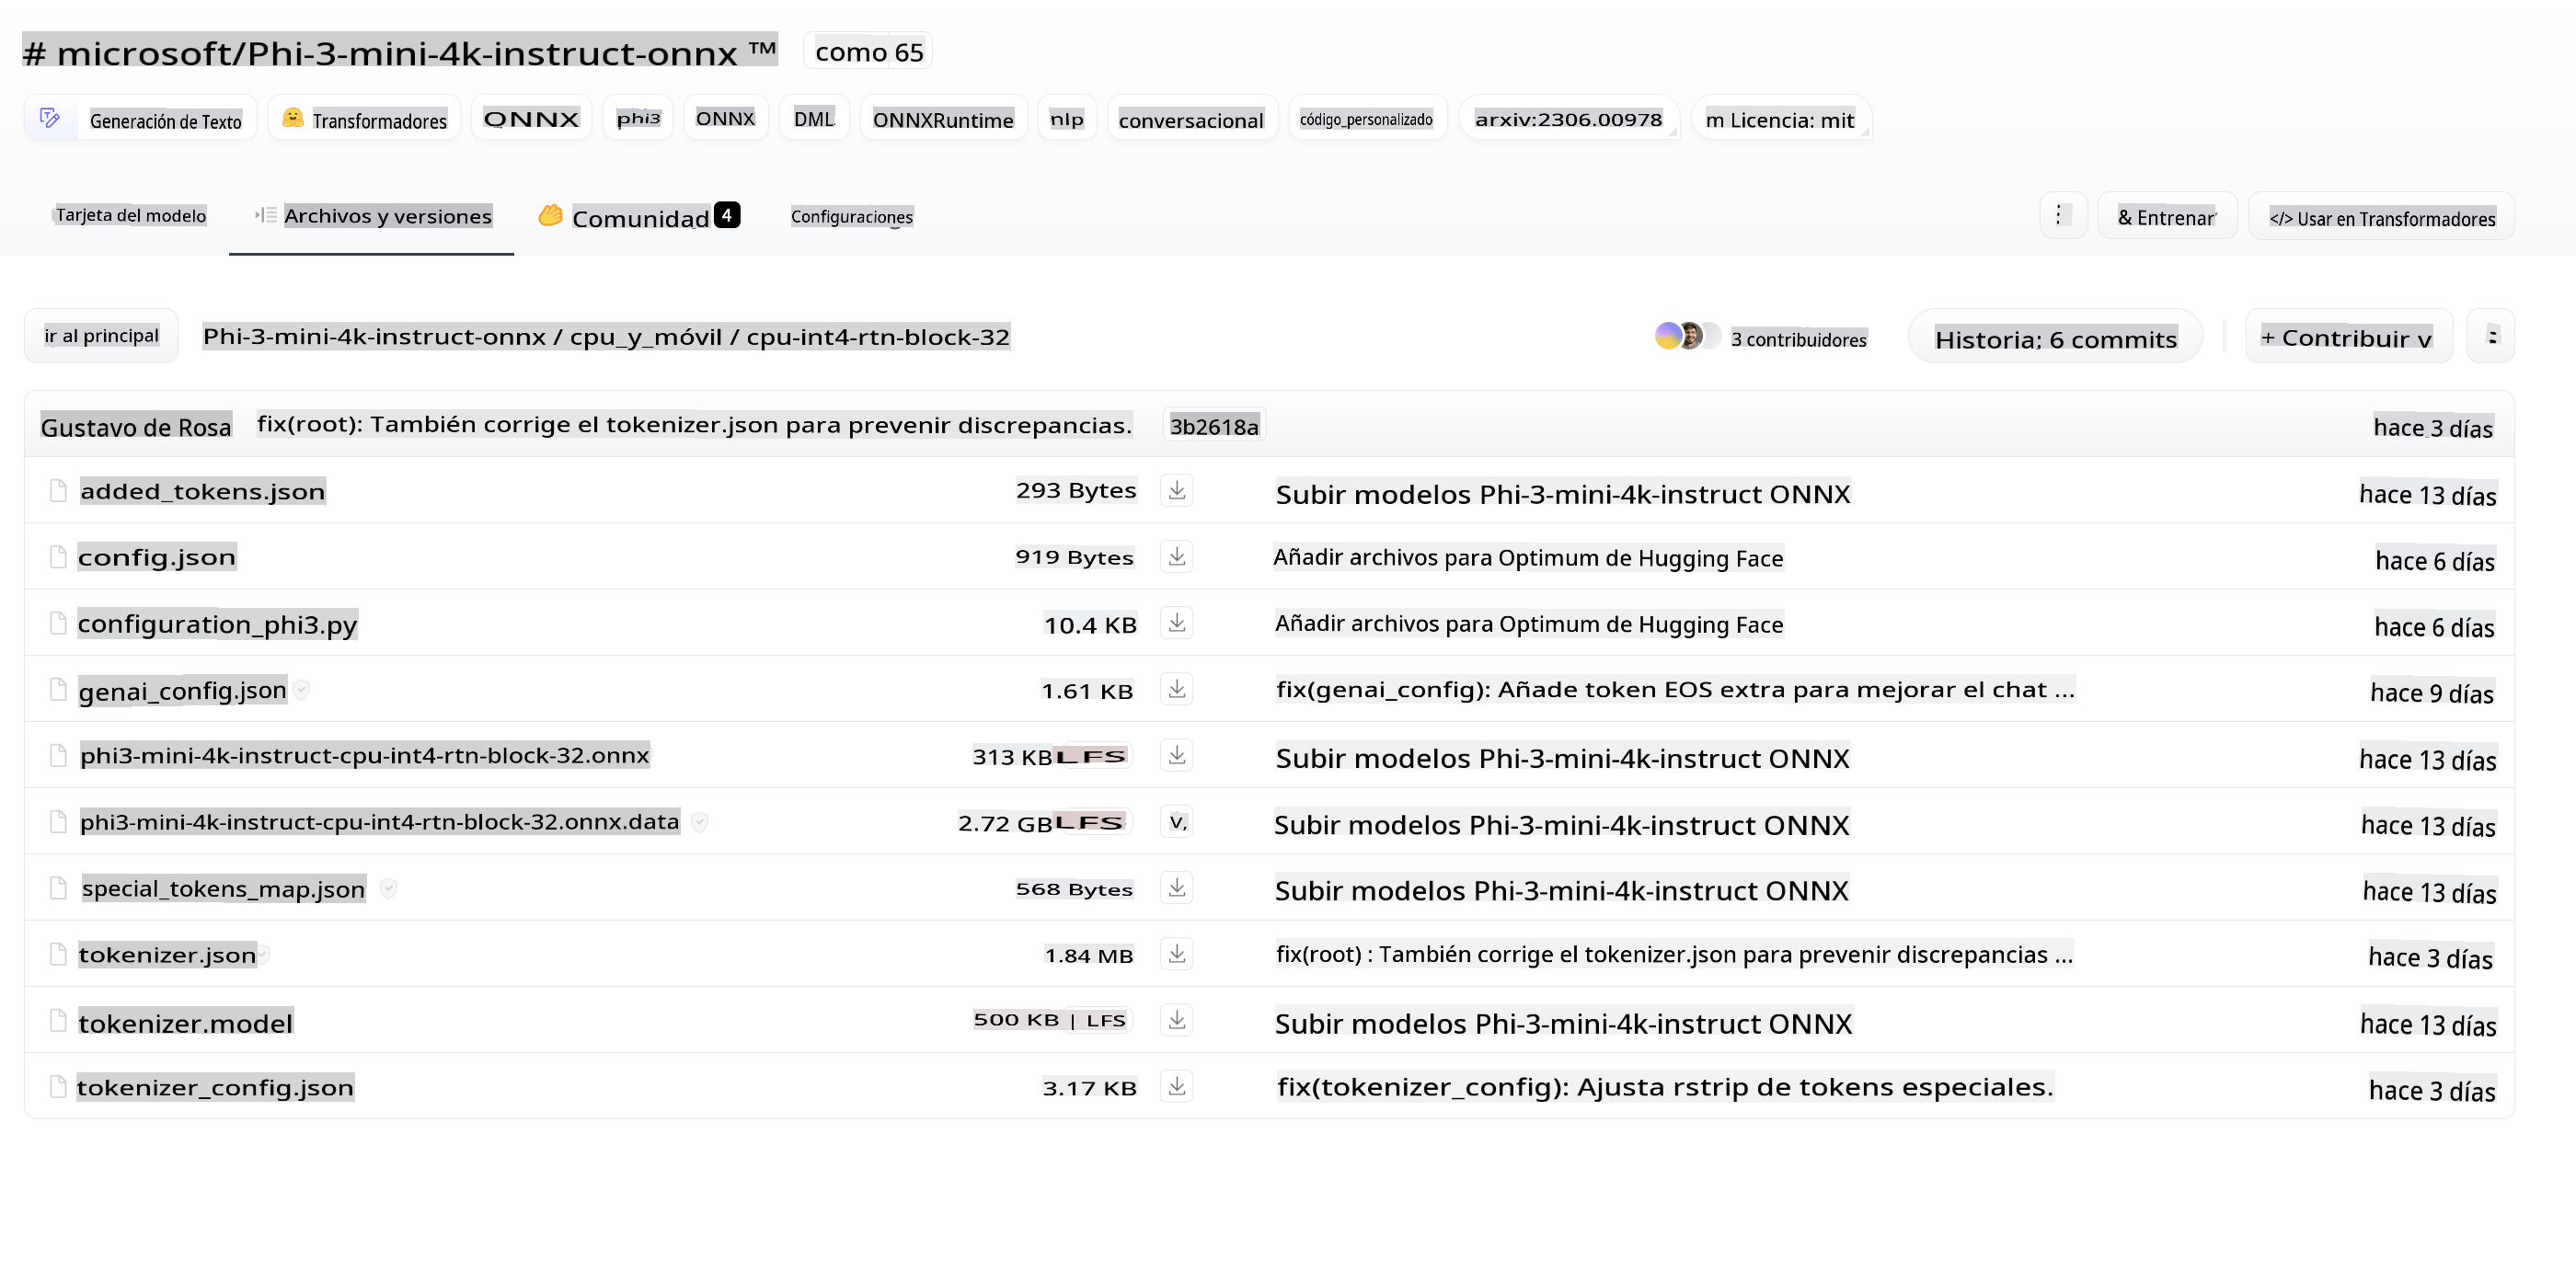 # microsoft/Phi-3-mini-4k-instruct-onnx ™ como 65
Generación de Texto Transformadores ONNX phi3 ONNX DML ONNXRuntime nlp conversacional código_personalizado arxiv:2306.00978 m Licencia: mit
Tarjeta del modelo Archivos y versiones Comunidad 4 Configuraciones ⋮ & Entrenar </> Usar en Transformadores
ir al principal Phi-3-mini-4k-instruct-onnx / cpu_y_móvil / cpu-int4-rtn-block-32 3 contribuidores Historia; 6 commits + Contribuir v
Gustavo de Rosa fix(root): También corrige el tokenizer.json para prevenir discrepancias. 3b2618a hace 3 días
added_tokens.json 293 Bytes Subir modelos Phi-3-mini-4k-instruct ONNX hace 13 días
config.json 919 Bytes Añadir archivos para Optimum de Hugging Face hace 6 días
configuration_phi3.py 10.4 KB Añadir archivos para Optimum de Hugging Face hace 6 días
genai_config.json 1.61 KB fix(genai_config): Añade token EOS extra para mejorar el chat ... hace 9 días
phi3-mini-4k-instruct-cpu-int4-rtn-block-32.onnx 313 KB LFS Subir modelos Phi-3-mini-4k-instruct ONNX hace 13 días
phi3-mini-4k-instruct-cpu-int4-rtn-block-32.onnx.data 2.72 GB LFS V, Subir modelos Phi-3-mini-4k-instruct ONNX hace 13 días
special_tokens_map.json 568 Bytes Subir modelos Phi-3-mini-4k-instruct ONNX hace 13 días
tokenizer.json 1.84 MB fix(root) : También corrige el tokenizer.json para prevenir discrepancias ... hace 3 días
tokenizer.model 500 KB | LFS Subir modelos Phi-3-mini-4k-instruct ONNX hace 13 días
tokenizer_config.json 3.17 KB fix(tokenizer_config): Ajusta rstrip de tokens especiales. hace 3 días